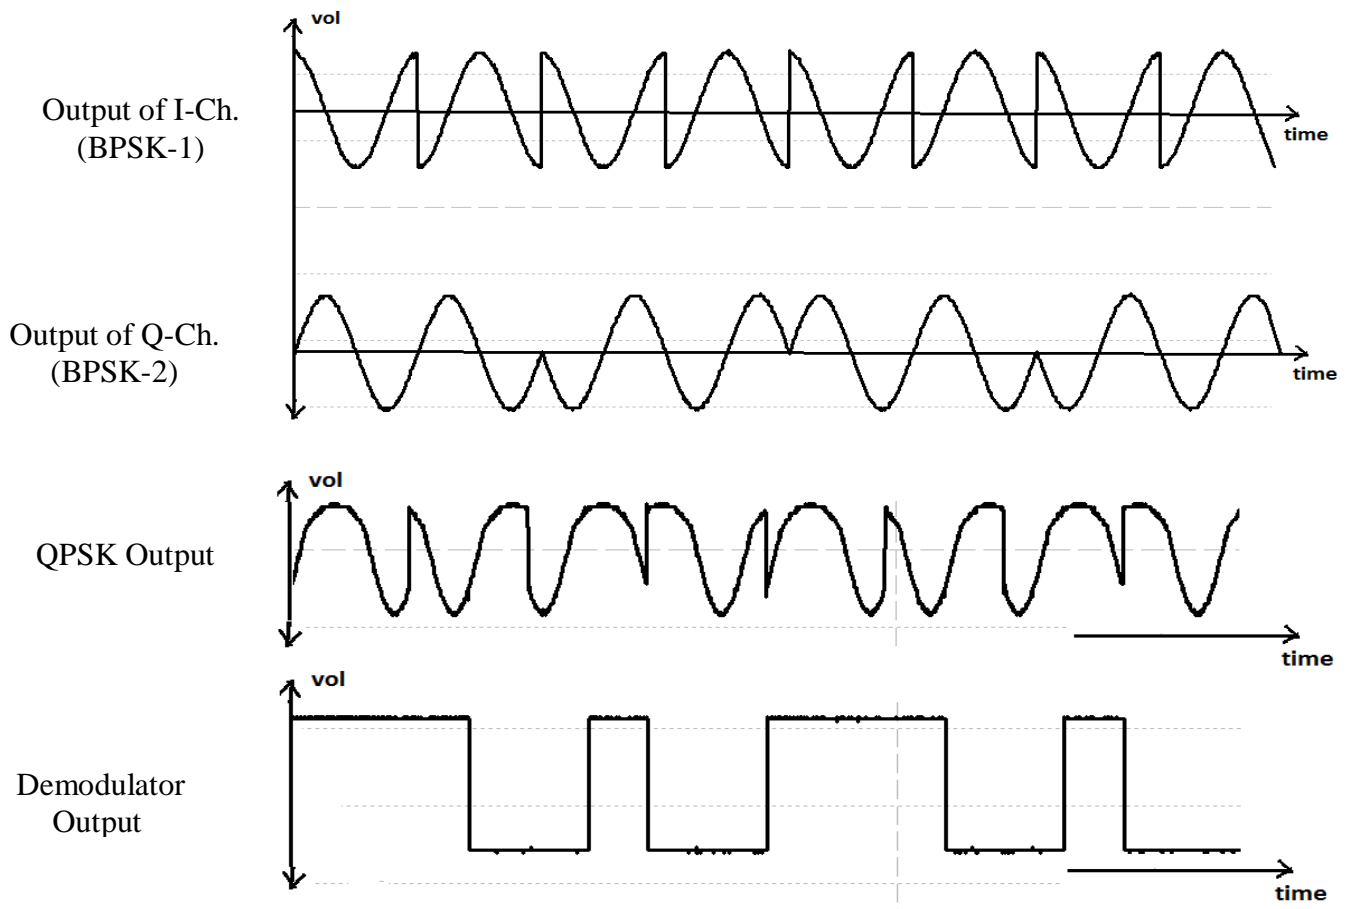 vol
Output of I-Ch.
(BPSK-1)
time
Output of Q-Ch.
(BPSK-2)
time
vol
QPSK Output
time
vol
Demodulator
Output
time